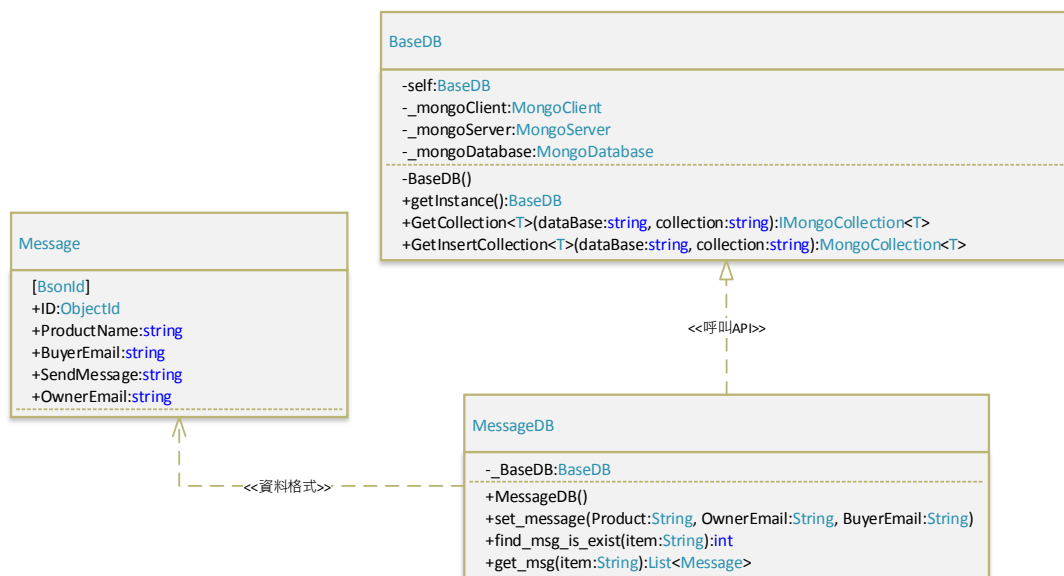 BaseDB
-self:BaseDB
-_mongoClient:MongoClient
-_mongoServer:MongoServer
-_mongoDatabase:MongoDatabase
-BaseDB()
+getInstance():BaseDB
+GetCollection<T>(dataBase:string, collection:string):IMongoCollection<T>
+GetInsertCollection<T>(dataBase:string, collection:string):MongoCollection<T>
Message
[BsonId]
+ID:ObjectId
+ProductName:string
+BuyerEmail:string
+SendMessage:string
+OwnerEmail:string
<<呼叫API>>
<<資料格式>>
MessageDB
-_BaseDB:BaseDB
+MessageDB()
+set_message(Product:String, OwnerEmail:String, BuyerEmail:String)
+find_msg_is_exist(item:String):int
+get_msg(item:String):List<Message>